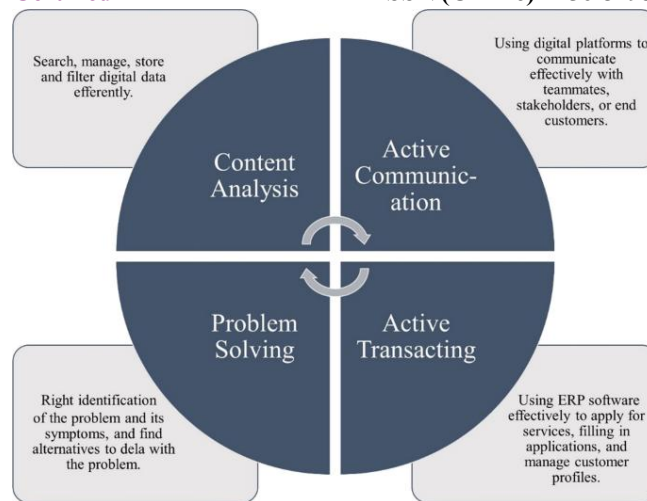 Search, manage, store
and filter digital data
efferently.
Using digital platforms to
communicate
effectively with
teammates,
stakeholders, or end
customers.
Content
Analysis
Active
Communic-
ation
Problem
Solving
Active
Transacting
Right identification
of the problem and its
symptoms, and find
alternatives to dela with
the problem.
Using ERP software
effectively to apply for
services, filling in
applications, and
manage customer
profiles.